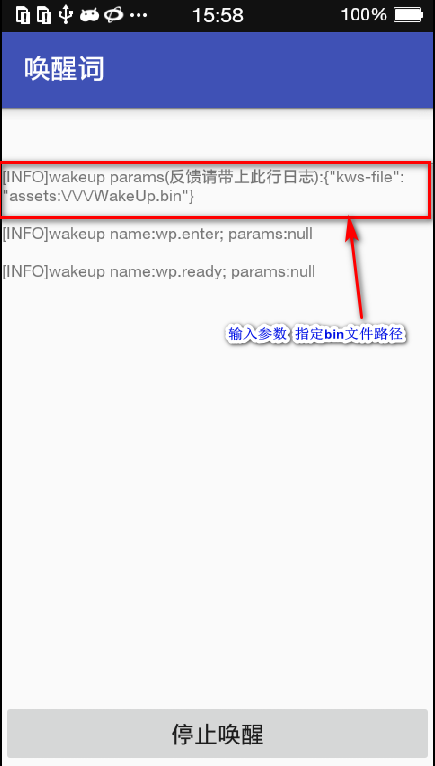 15:58 100%
唤醒词
[INFO]wakeup params(反馈请带上此行日志):{"kws-file":
"assets:\/\/\/WakeUp.bin"}
[INFO]wakeup name:wp.enter; params:null
[INFO]wakeup name:wp.ready; params:null
输入参数 指定bin文件路径
停止唤醒